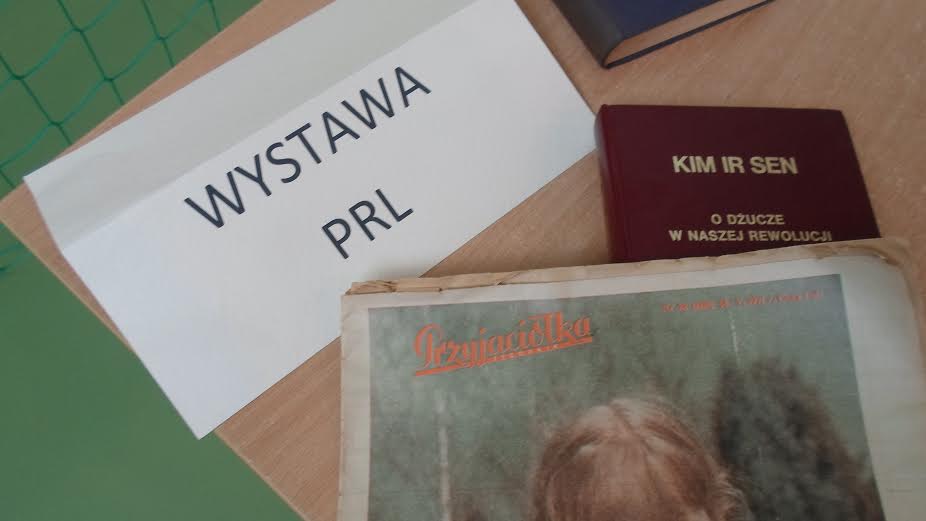 WYSTAWA
PRL
KIM IR SEN
O DŻUCZE
W NASZEJ REWOLUCJI
Przyjaciółka